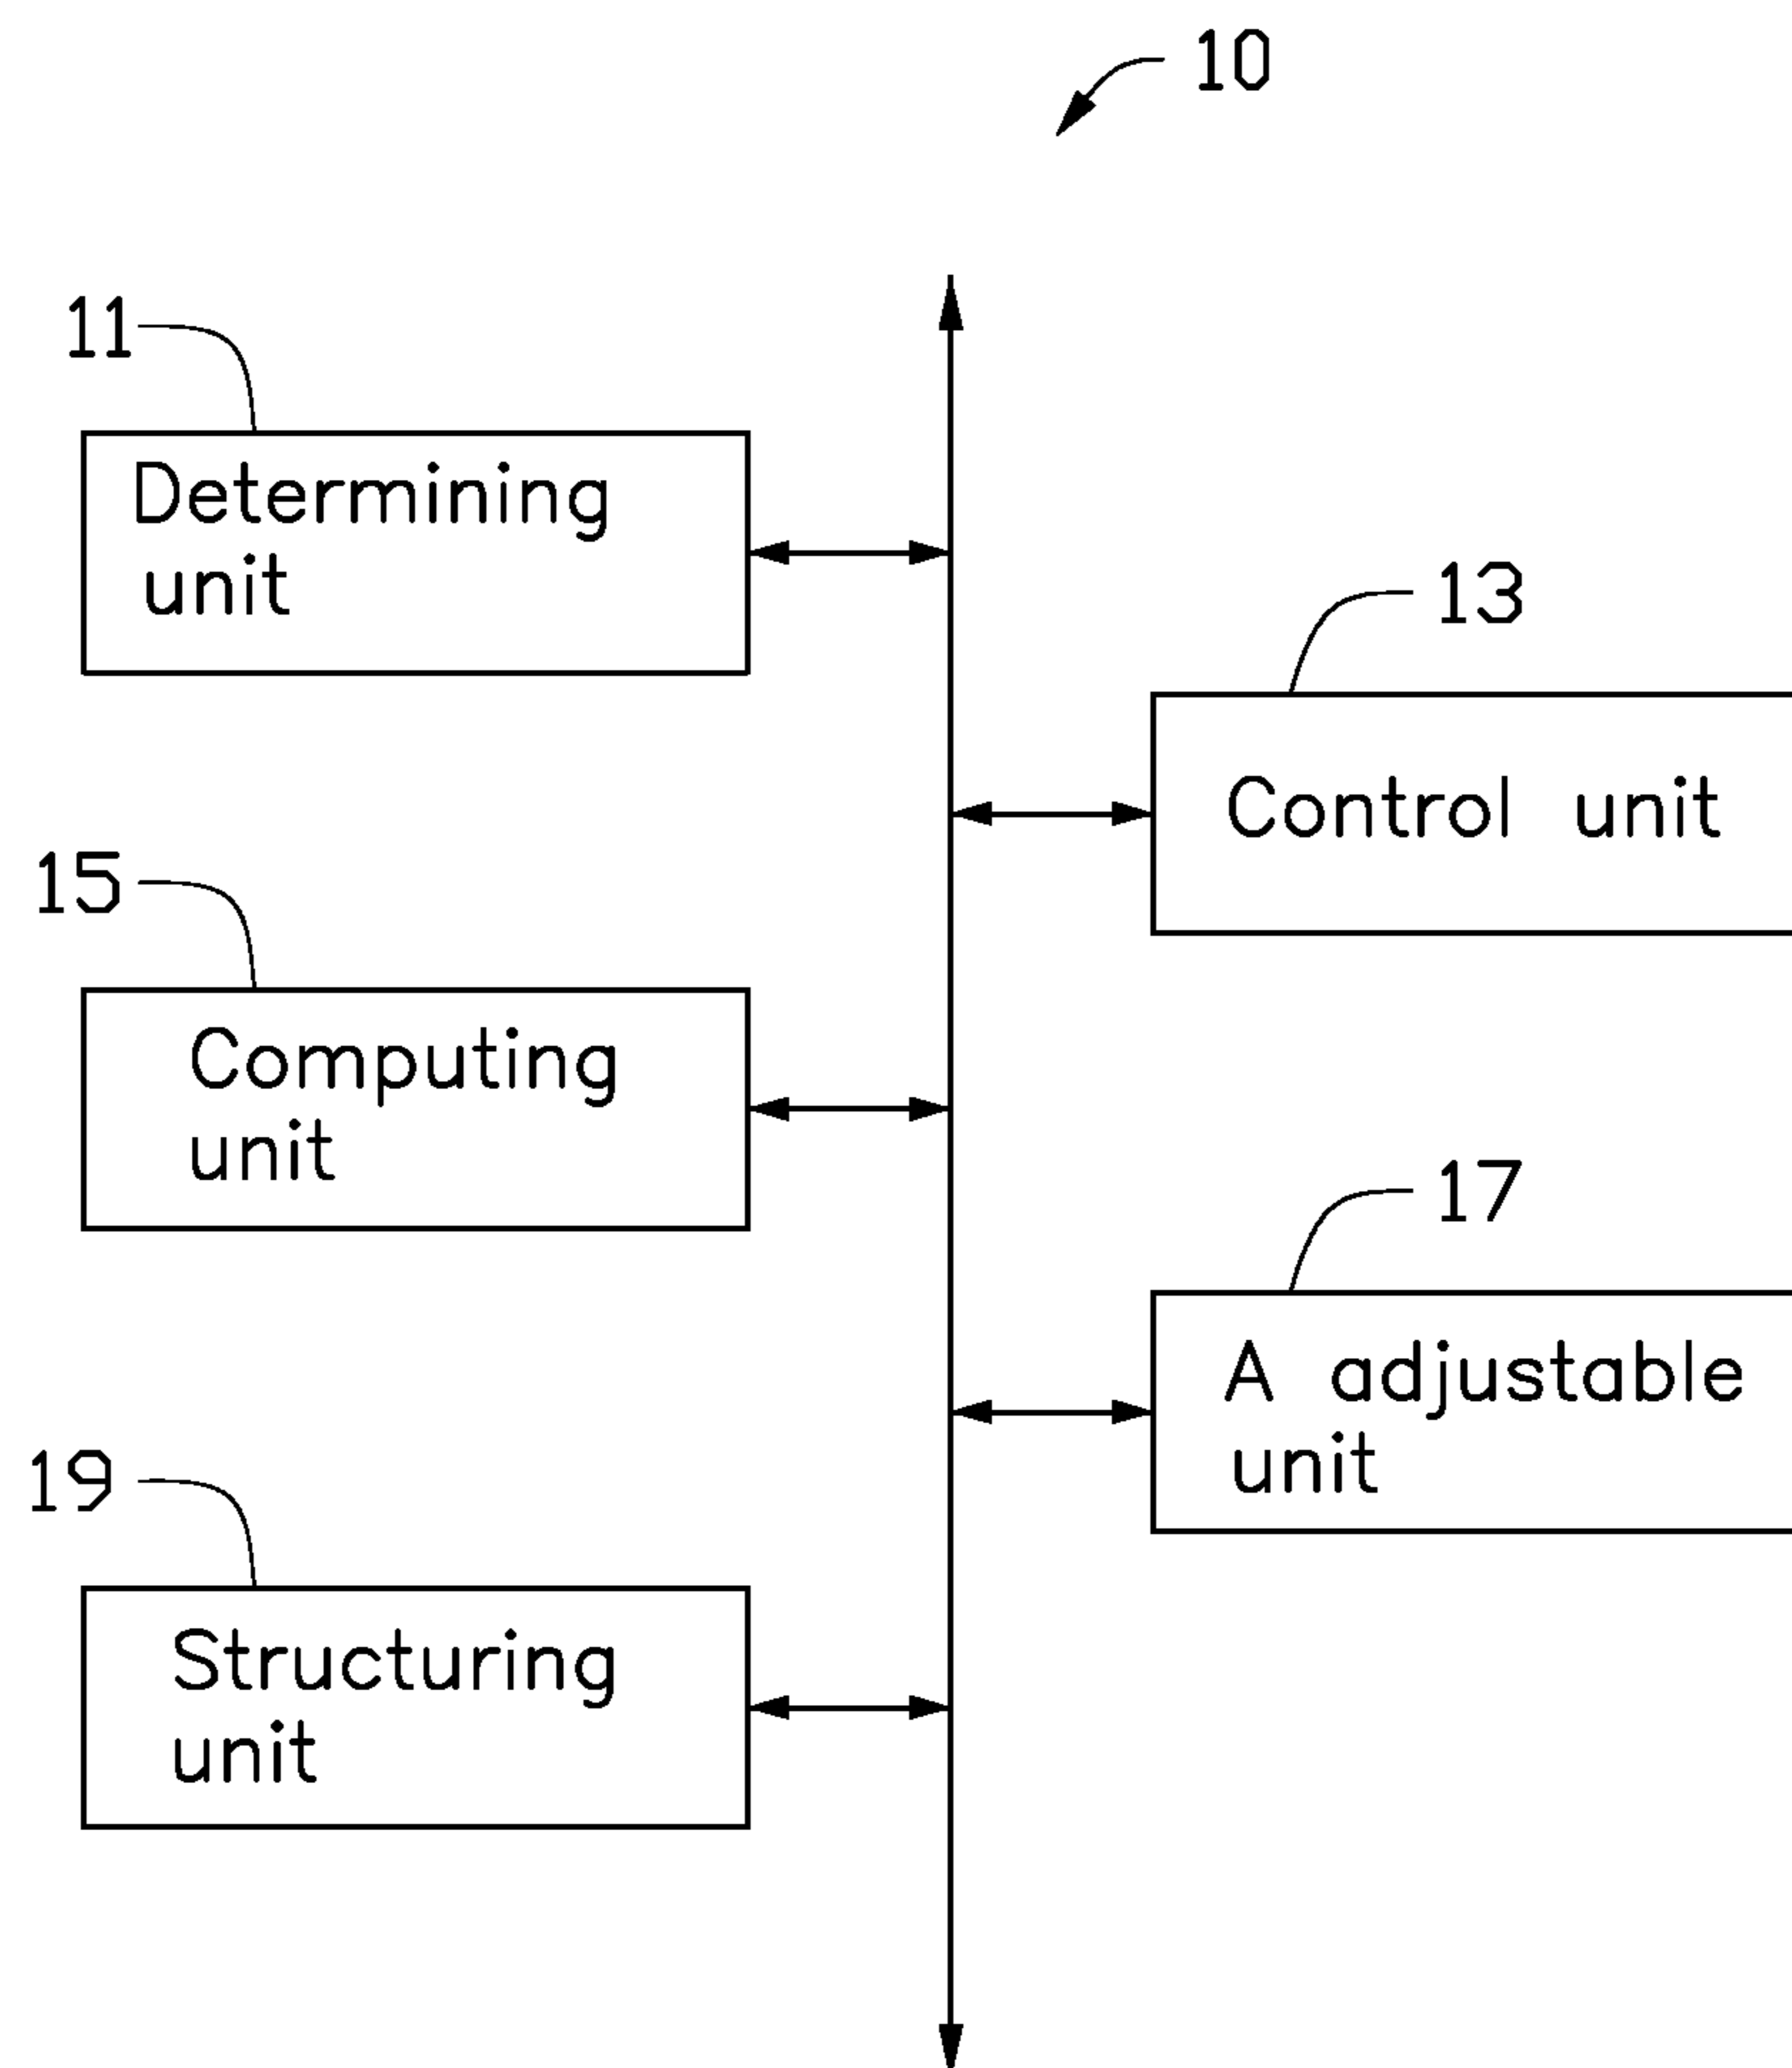 10
11
Determining
unit
13
Control unit
15
Computing
unit
17
A adjustable
unit
19
Structuring
unit